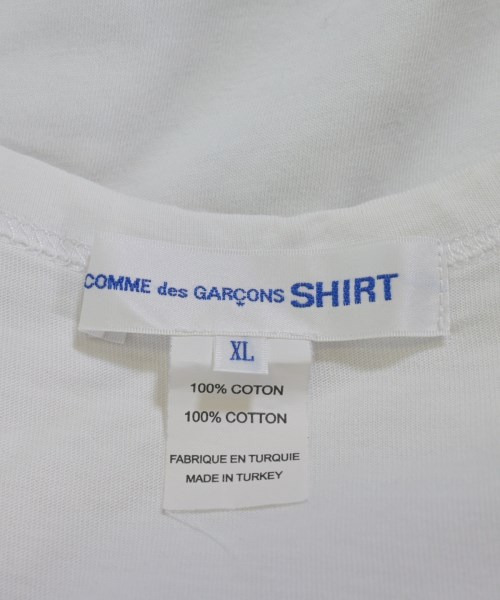 COMME des GARÇONS SHIRT
XL
100% COTON
100% COTTON
FABRIQUE EN TURQUIE
MADE IN TURKEY